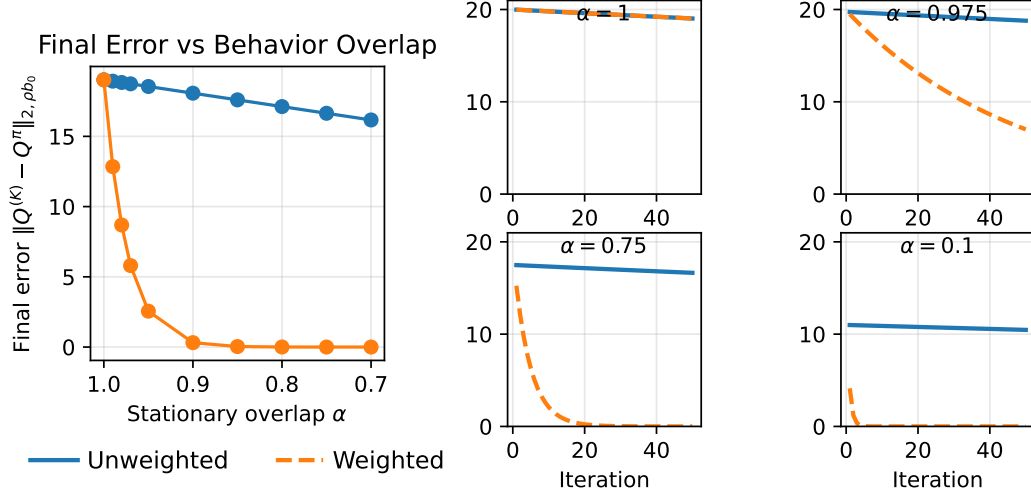 Final Error vs Behavior Overlap
Final error ‖Q^{(K)} − Q^π‖_{2, ρb_0}
15
10
5
0
1.0 0.9 0.8 0.7
Stationary overlap α
Unweighted Weighted
α = 1
20
10
0
0 20 40
α = 0.975
20
10
0
0 20 40
α = 0.75
20
10
0
0 20 40
Iteration
α = 0.1
20
10
0
0 20 40
Iteration